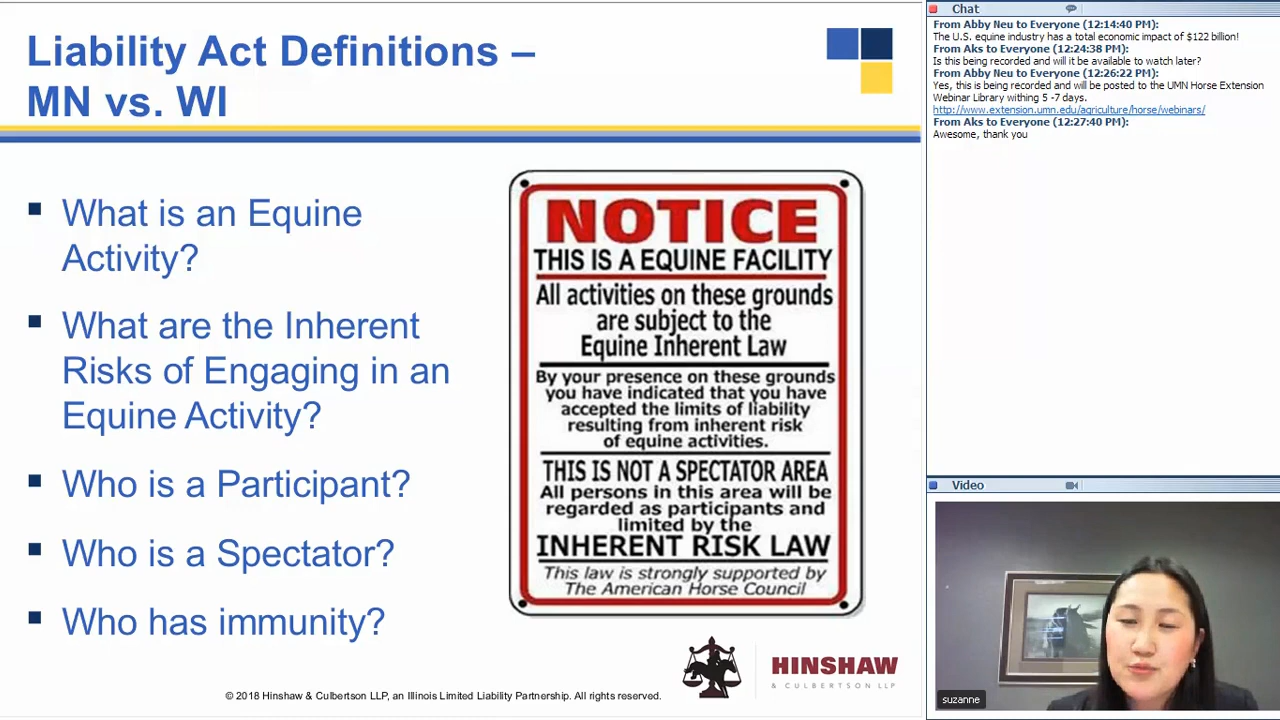 Liability Act Definitions –
MN vs. WI
What is an Equine
Activity?
What are the Inherent
Risks of Engaging in an
Equine Activity?
Who is a Participant?
Who is a Spectator?
Who has immunity?
NOTICE
THIS IS A EQUINE FACILITY
All activities on these grounds
are subject to the
Equine Inherent Law
By your presence on these grounds
you have indicated that you have
accepted the limits of liability
resulting from inherent risk
of equine activities.
THIS IS NOT A SPECTATOR AREA
All persons in this area will be
regarded as participants and
limited by the
INHERENT RISK LAW
This law is strongly supported by
The American Horse Council
HINSHAW
& CULBERTSON LLP
© 2018 Hinshaw & Culbertson LLP, an Illinois Limited Liability Partnership. All rights reserved.
Chat
From Abby Neu to Everyone (12:14:40 PM):
The U.S. equine industry has a total economic impact of $122 billion!
From Aks to Everyone (12:24:38 PM):
Is this being recorded and will it be available to watch later?
From Abby Neu to Everyone (12:26:22 PM):
Yes, this is being recorded and will be posted to the UMN Horse Extension
Webinar Library withing 5 -7 days.
http://www.extension.umn.edu/agriculture/horse/webinars/
From Aks to Everyone (12:27:40 PM):
Awesome, thank you
Video
suzanne